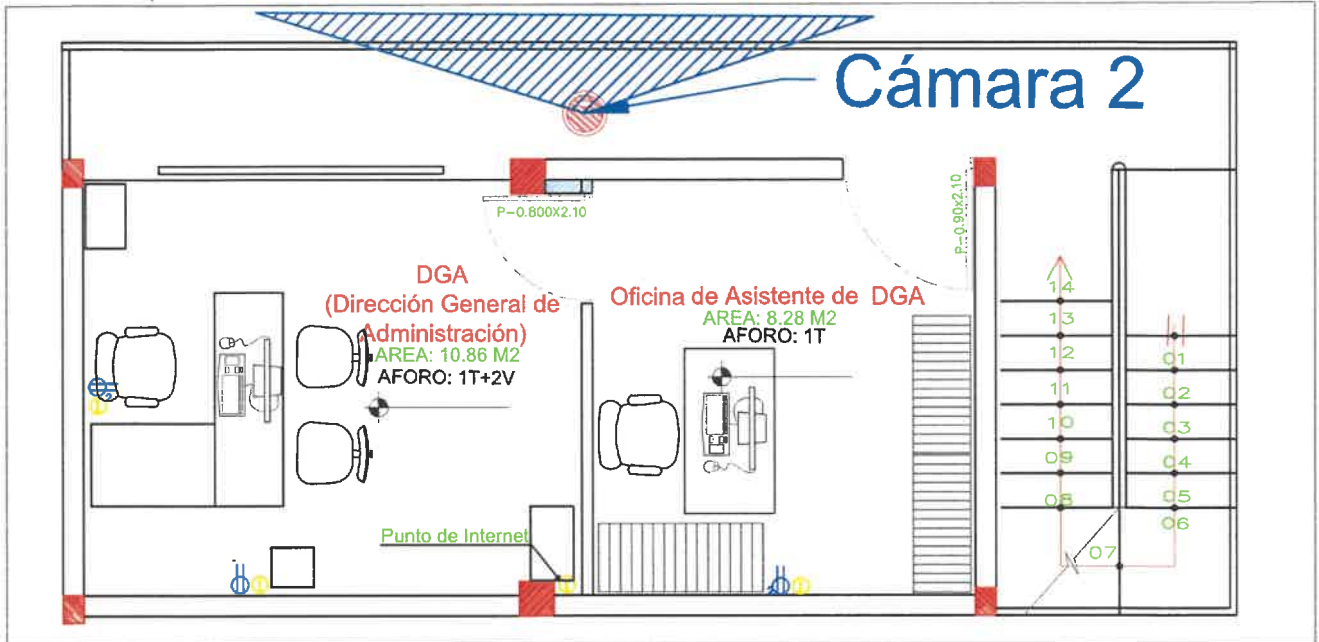 Cámara 2
P-0.800X2.10
P-0.90x2.10
DGA
(Dirección General de
Administración)
AREA: 10.86 M2
AFORO: 1T+2V
Oficina de Asistente de DGA
AREA: 8.28 M2
AFORO: 1T
Punto de Internet
14
13
12
11
10
09
08
07
01
02
03
04
05
06